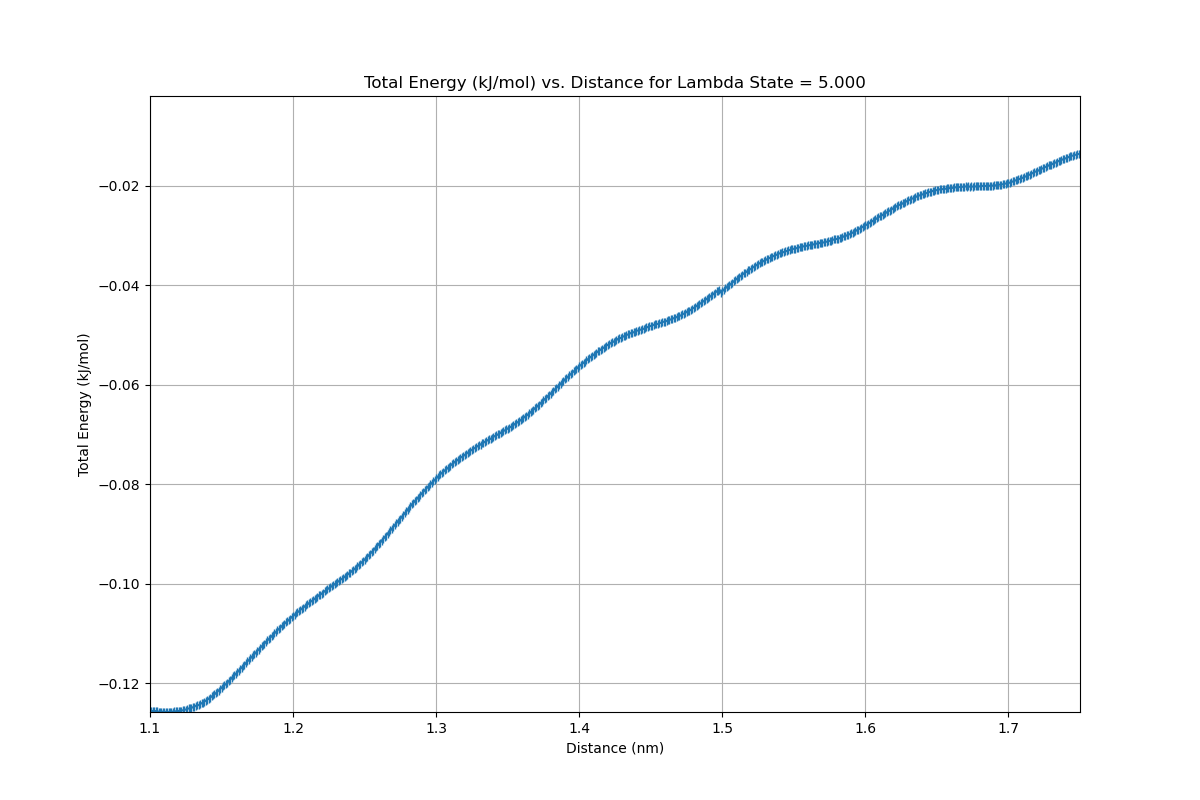 Total Energy (kJ/mol) vs. Distance for Lambda State = 5.000
Total Energy (kJ/mol)
−0.02
−0.04
−0.06
−0.08
−0.10
−0.12
1.1 1.2 1.3 1.4 1.5 1.6 1.7
Distance (nm)